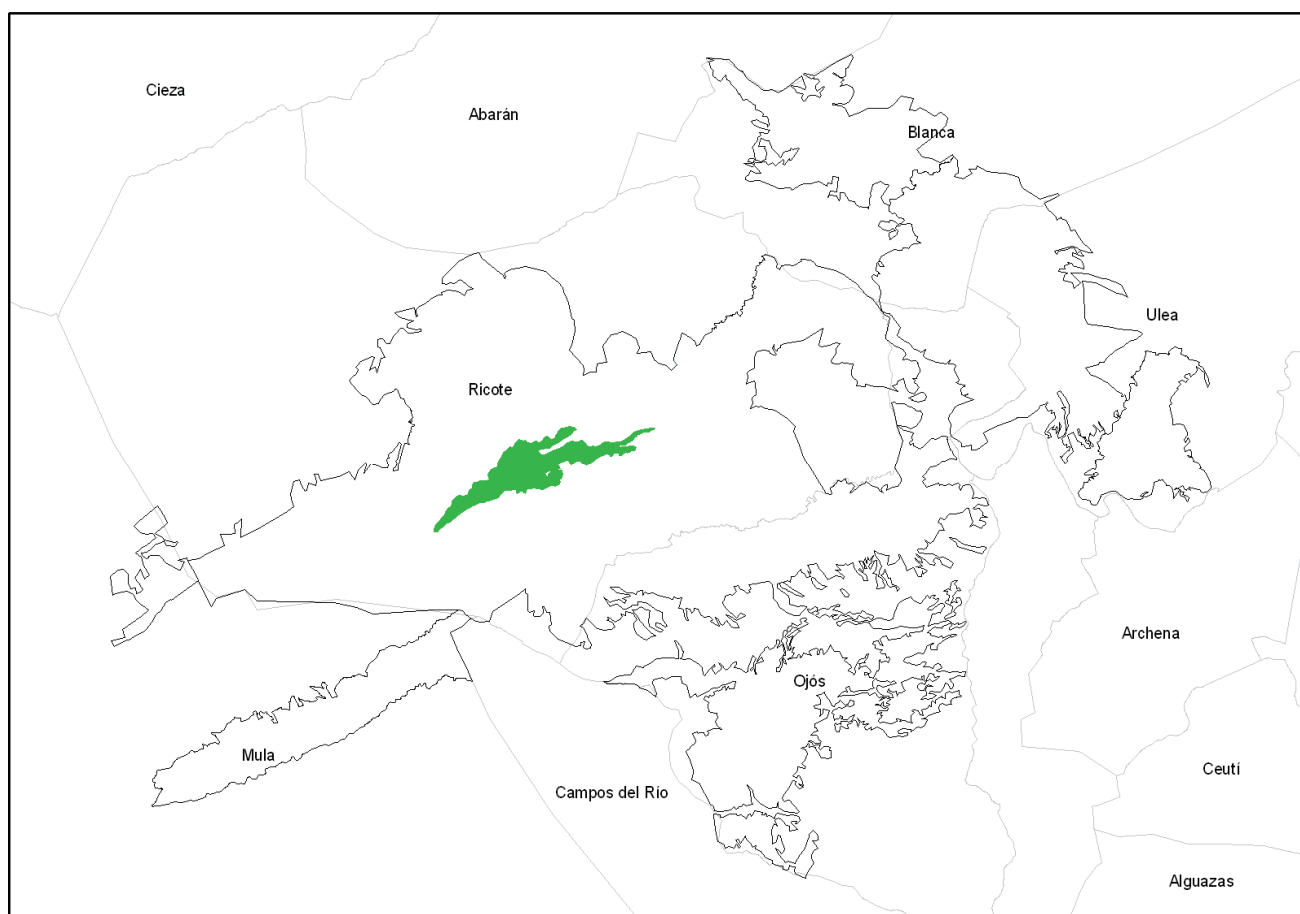 Cieza
Abarán
Blanca
Ulea
Ricote
Archena
Ojós
Mula
Ceutí
Campos del Río
Alguazas